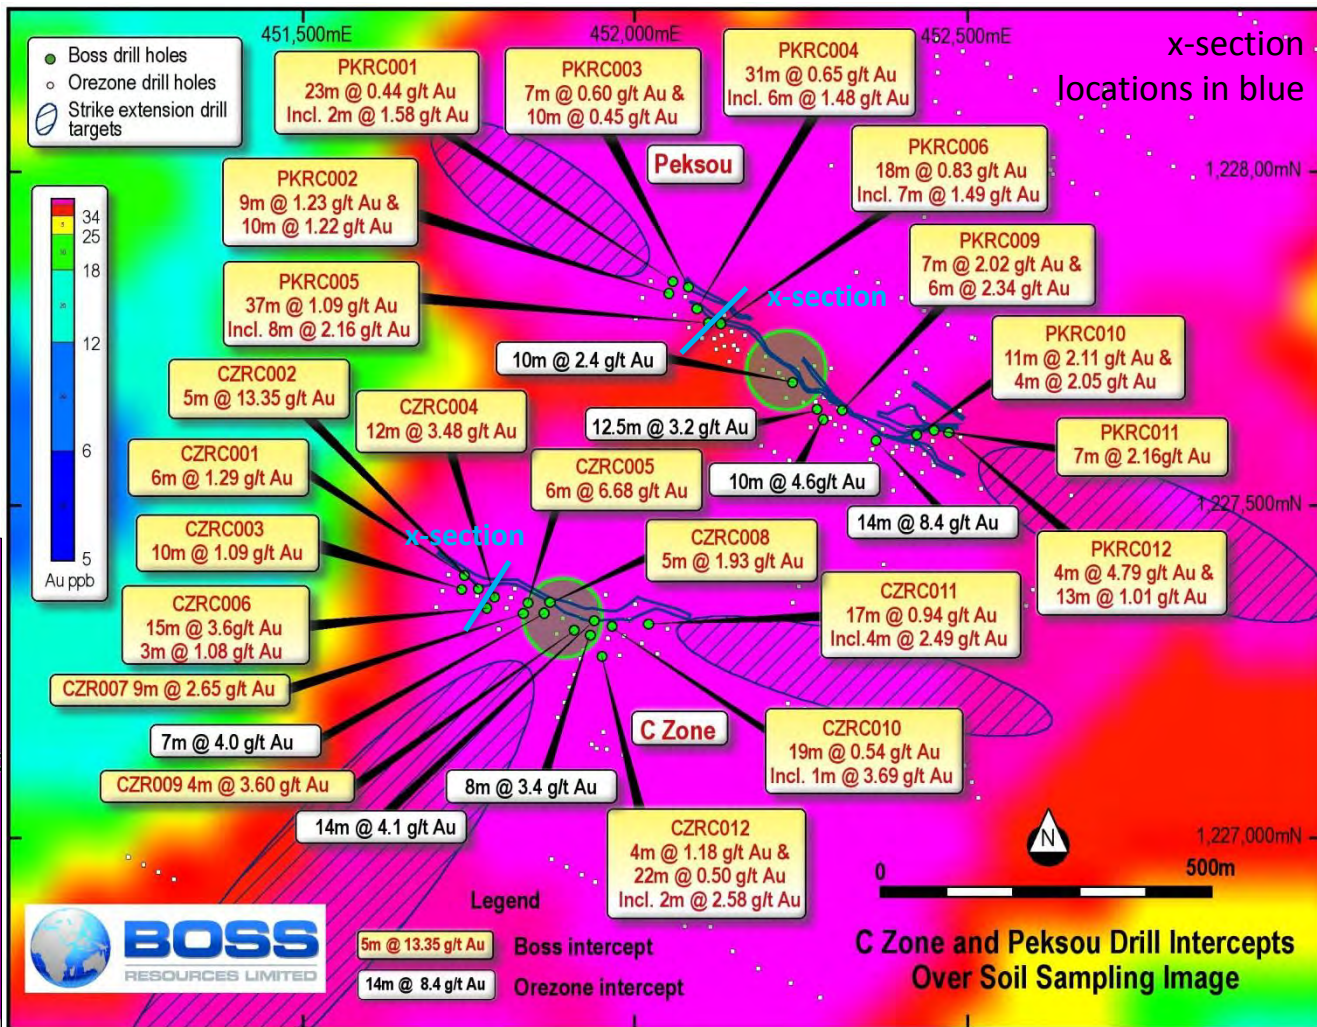 451,500mE
452,000mE
452,500mE
x-section
locations in blue
Boss drill holes
Orezone drill holes
Strike extension drill
targets
PKRC001
23m @ 0.44 g/t Au
Incl. 2m @ 1.58 g/t Au
PKRC003
7m @ 0.60 g/t Au &
10m @ 0.45 g/t Au
PKRC004
31m @ 0.65 g/t Au
Incl. 6m @ 1.48 g/t Au
Peksou
PKRC006
18m @ 0.83 g/t Au
Incl. 7m @ 1.49 g/t Au
1,228,00mN
PKRC002
9m @ 1.23 g/t Au &
10m @ 1.22 g/t Au
34
25
18
12
6
5
Au ppb
PKRC009
7m @ 2.02 g/t Au &
6m @ 2.34 g/t Au
PKRC005
37m @ 1.09 g/t Au
Incl. 8m @ 2.16 g/t Au
x-section
10m @ 2.4 g/t Au
PKRC010
11m @ 2.11 g/t Au &
4m @ 2.05 g/t Au
CZRC002
5m @ 13.35 g/t Au
CZRC004
12m @ 3.48 g/t Au
12.5m @ 3.2 g/t Au
PKRC011
7m @ 2.16g/t Au
CZRC001
6m @ 1.29 g/t Au
CZRC005
6m @ 6.68 g/t Au
10m @ 4.6g/t Au
14m @ 8.4 g/t Au
1,227,500mN
CZRC003
10m @ 1.09 g/t Au
x-section
CZRC008
5m @ 1.93 g/t Au
PKRC012
4m @ 4.79 g/t Au &
13m @ 1.01 g/t Au
CZRC006
15m @ 3.6g/t Au
3m @ 1.08 g/t Au
CZRC011
17m @ 0.94 g/t Au
Incl.4m @ 2.49 g/t Au
CZR007 9m @ 2.65 g/t Au
7m @ 4.0 g/t Au
C Zone
CZRC010
19m @ 0.54 g/t Au
Incl. 1m @ 3.69 g/t Au
CZR009 4m @ 3.60 g/t Au
8m @ 3.4 g/t Au
14m @ 4.1 g/t Au
CZRC012
4m @ 1.18 g/t Au &
22m @ 0.50 g/t Au
Incl. 2m @ 2.58 g/t Au
N
1,227,000mN
0
500m
Legend
5m @ 13.35 g/t Au
Boss intercept
14m @ 8.4 g/t Au
Orezone intercept
BOSS
RESOURCES LIMITED
C Zone and Peksou Drill Intercepts
Over Soil Sampling Image